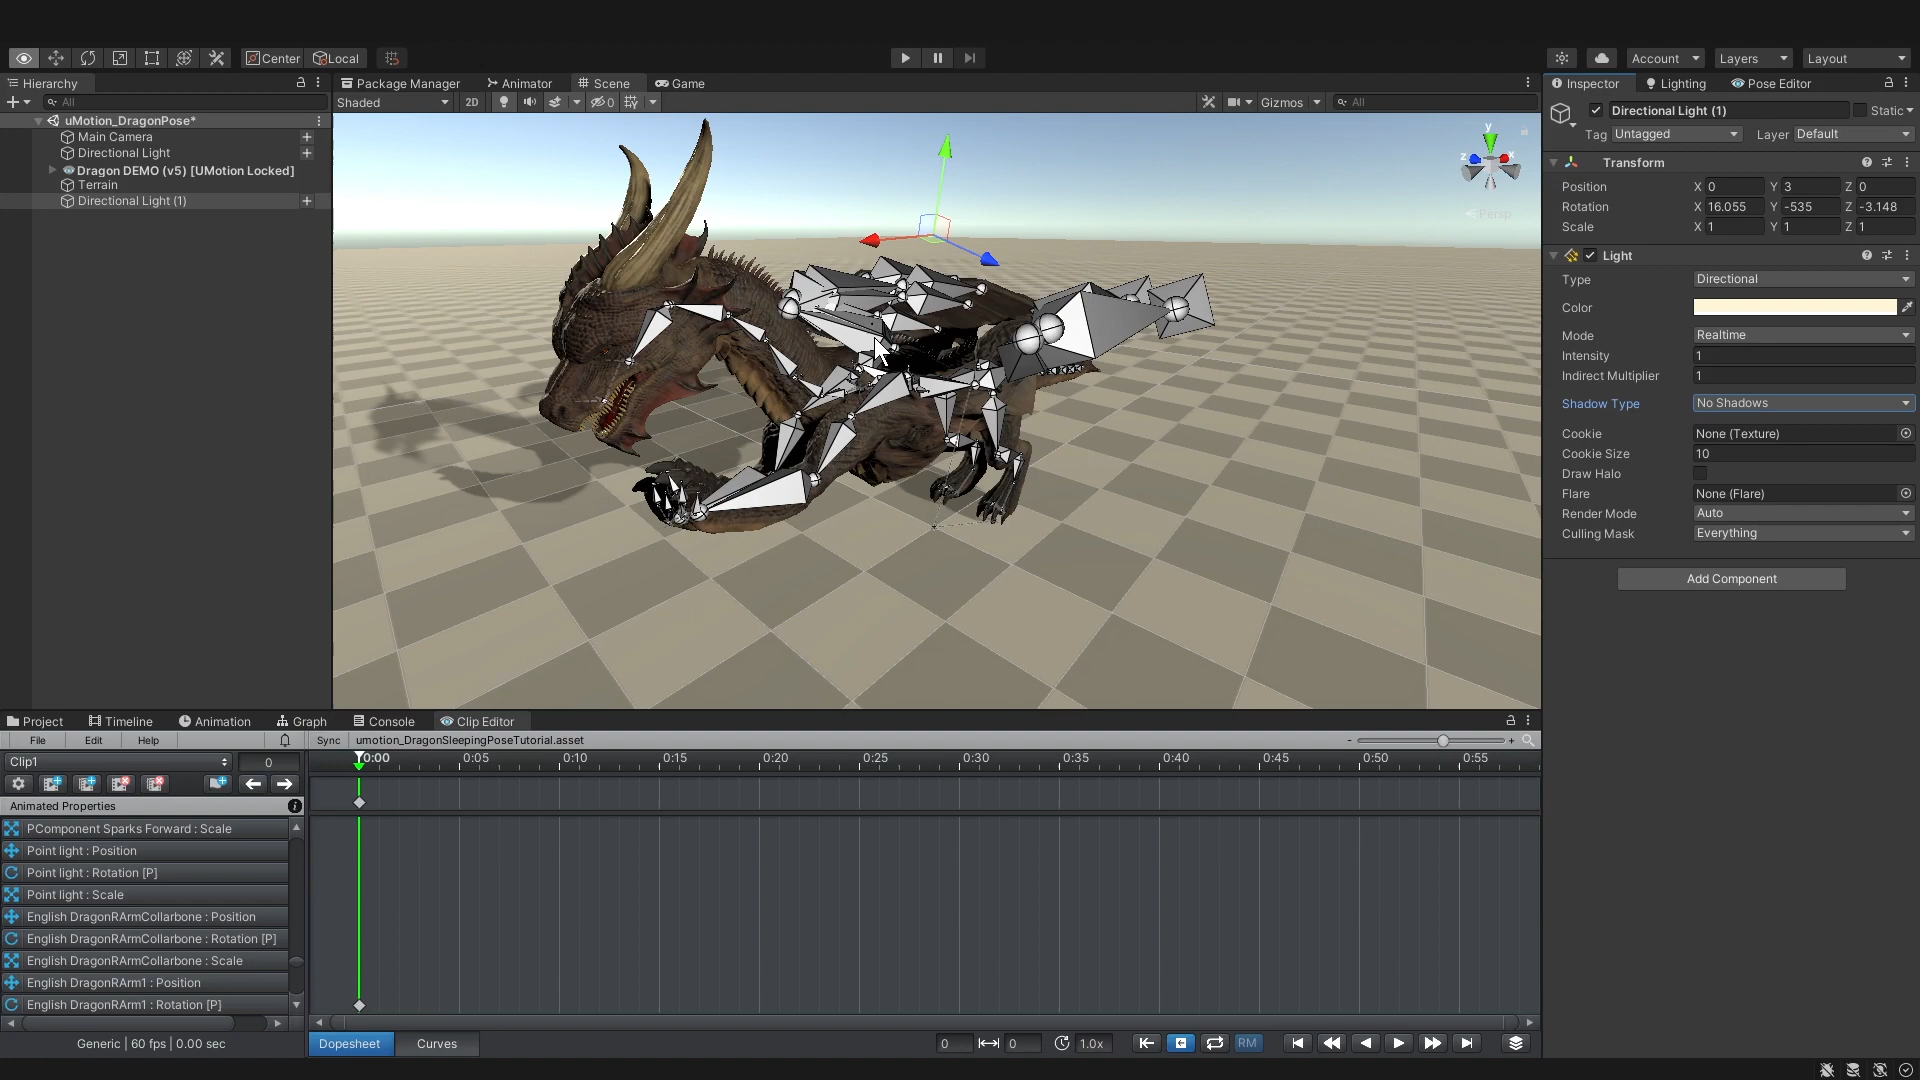 Center
Local
Account
Layers
Layout
Hierarchy
Package Manager
Animator
Scene
Game
Inspector
Lighting
Pose Editor
All
Shaded
2D
Gizmos
All
Directional Light (1)
Static
Tag Untagged
Layer Default
uMotion_DragonPose*
Main Camera
Directional Light
Dragon DEMO (v5) [UMotion Locked]
Terrain
Directional Light (1)
y
z
x
Persp
Transform
Position X 0 Y 3 Z 0
Rotation X 16.055 Y -535 Z -3.148
Scale X 1 Y 1 Z 1
Light
Type Directional
Color
Mode Realtime
Intensity 1
Indirect Multiplier 1
Shadow Type No Shadows
Cookie None (Texture)
Cookie Size 10
Draw Halo
Flare None (Flare)
Render Mode Auto
Culling Mask Everything
Add Component
Project
Timeline
Animation
Graph
Console
Clip Editor
File
Edit
Help
Sync
umotion_DragonSleepingPoseTutorial.asset
- +
Clip1
0
0:00 0:05 0:10 0:15 0:20 0:25 0:30 0:35 0:40 0:45 0:50 0:55
Animated Properties
PComponent Sparks Forward : Scale
Point light : Position
Point light : Rotation [P]
Point light : Scale
English DragonRArmCollarbone : Position
English DragonRArmCollarbone : Rotation [P]
English DragonRArmCollarbone : Scale
English DragonRArm1 : Position
English DragonRArm1 : Rotation [P]
Generic | 60 fps | 0.00 sec
Dopesheet
Curves
0
0
1.0x
RM